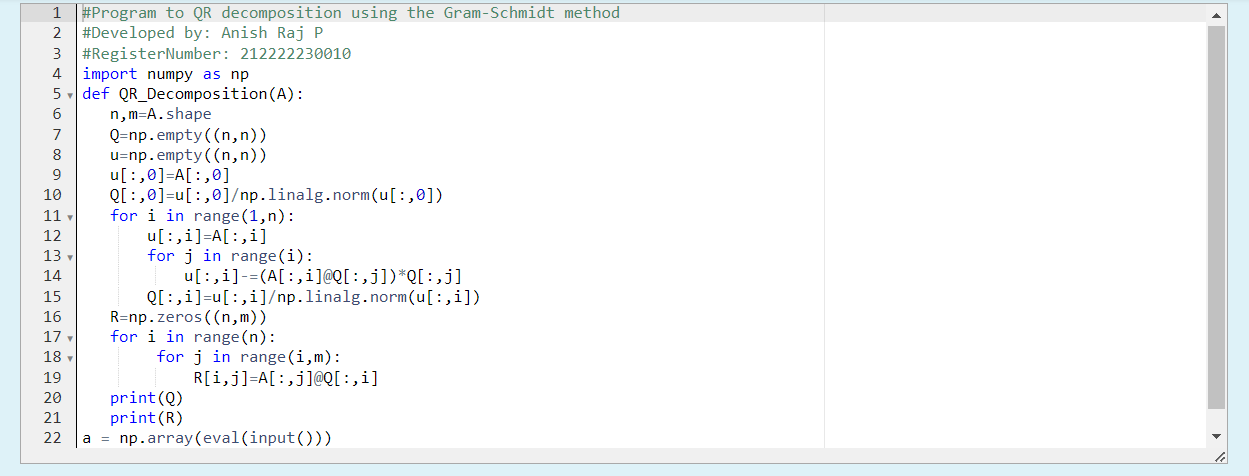 1 #Program to QR decomposition using the Gram-Schmidt method
2 #Developed by: Anish Raj P
3 #RegisterNumber: 212222230010
4 import numpy as np
5 def QR_Decomposition(A):
6    n,m=A.shape
7    Q=np.empty((n,n))
8    u=np.empty((n,n))
9    u[:,0]=A[:,0]
10    Q[:,0]=u[:,0]/np.linalg.norm(u[:,0])
11    for i in range(1,n):
12        u[:,i]=A[:,i]
13        for j in range(i):
14            u[:,i]-=(A[:,i]@Q[:,j])*Q[:,j]
15        Q[:,i]=u[:,i]/np.linalg.norm(u[:,i])
16    R=np.zeros((n,m))
17    for i in range(n):
18         for j in range(i,m):
19             R[i,j]=A[:,j]@Q[:,i]
20    print(Q)
21    print(R)
22 a = np.array(eval(input()))